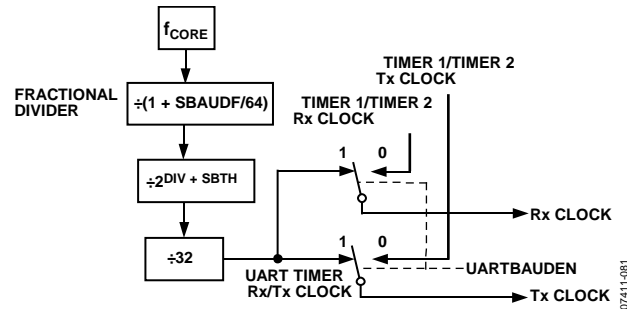 fCORE
TIMER 1/TIMER 2
Tx CLOCK
FRACTIONAL
DIVIDER
÷(1 + SBAUDF/64)
TIMER 1/TIMER 2
Rx CLOCK
1 0
÷2DIV + SBTH
Rx CLOCK
÷32
1 0
UART TIMER
Rx/Tx CLOCK
UARTBAUDEN
Tx CLOCK
07411-081